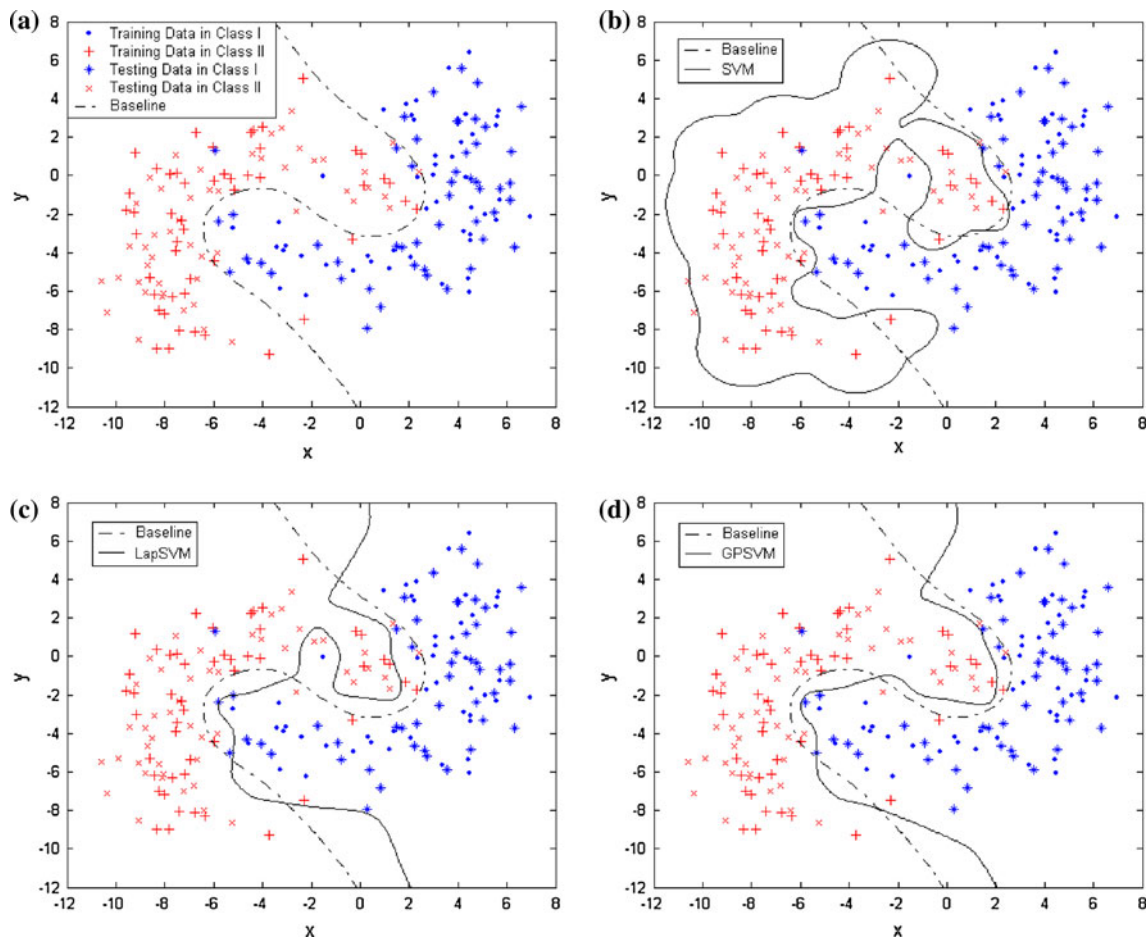 (a)
8
6
4
2
0
-2
-4
-6
-8
-10
-12
y
Training Data in Class I
Training Data in Class II
Testing Data in Class I
Testing Data in Class II
Baseline
-12 -10 -8 -6 -4 -2 0 2 4 6 8
x
(b)
8
6
4
2
0
-2
-4
-6
-8
-10
-12
y
Baseline
SVM
-12 -10 -8 -6 -4 -2 0 2 4 6 8
x
(c)
8
6
4
2
0
-2
-4
-6
-8
-10
-12
y
Baseline
LapSVM
-12 -10 -8 -6 -4 -2 0 2 4 6 8
x
(d)
8
6
4
2
0
-2
-4
-6
-8
-10
-12
y
Baseline
GPSVM
-12 -10 -8 -6 -4 -2 0 2 4 6 8
x